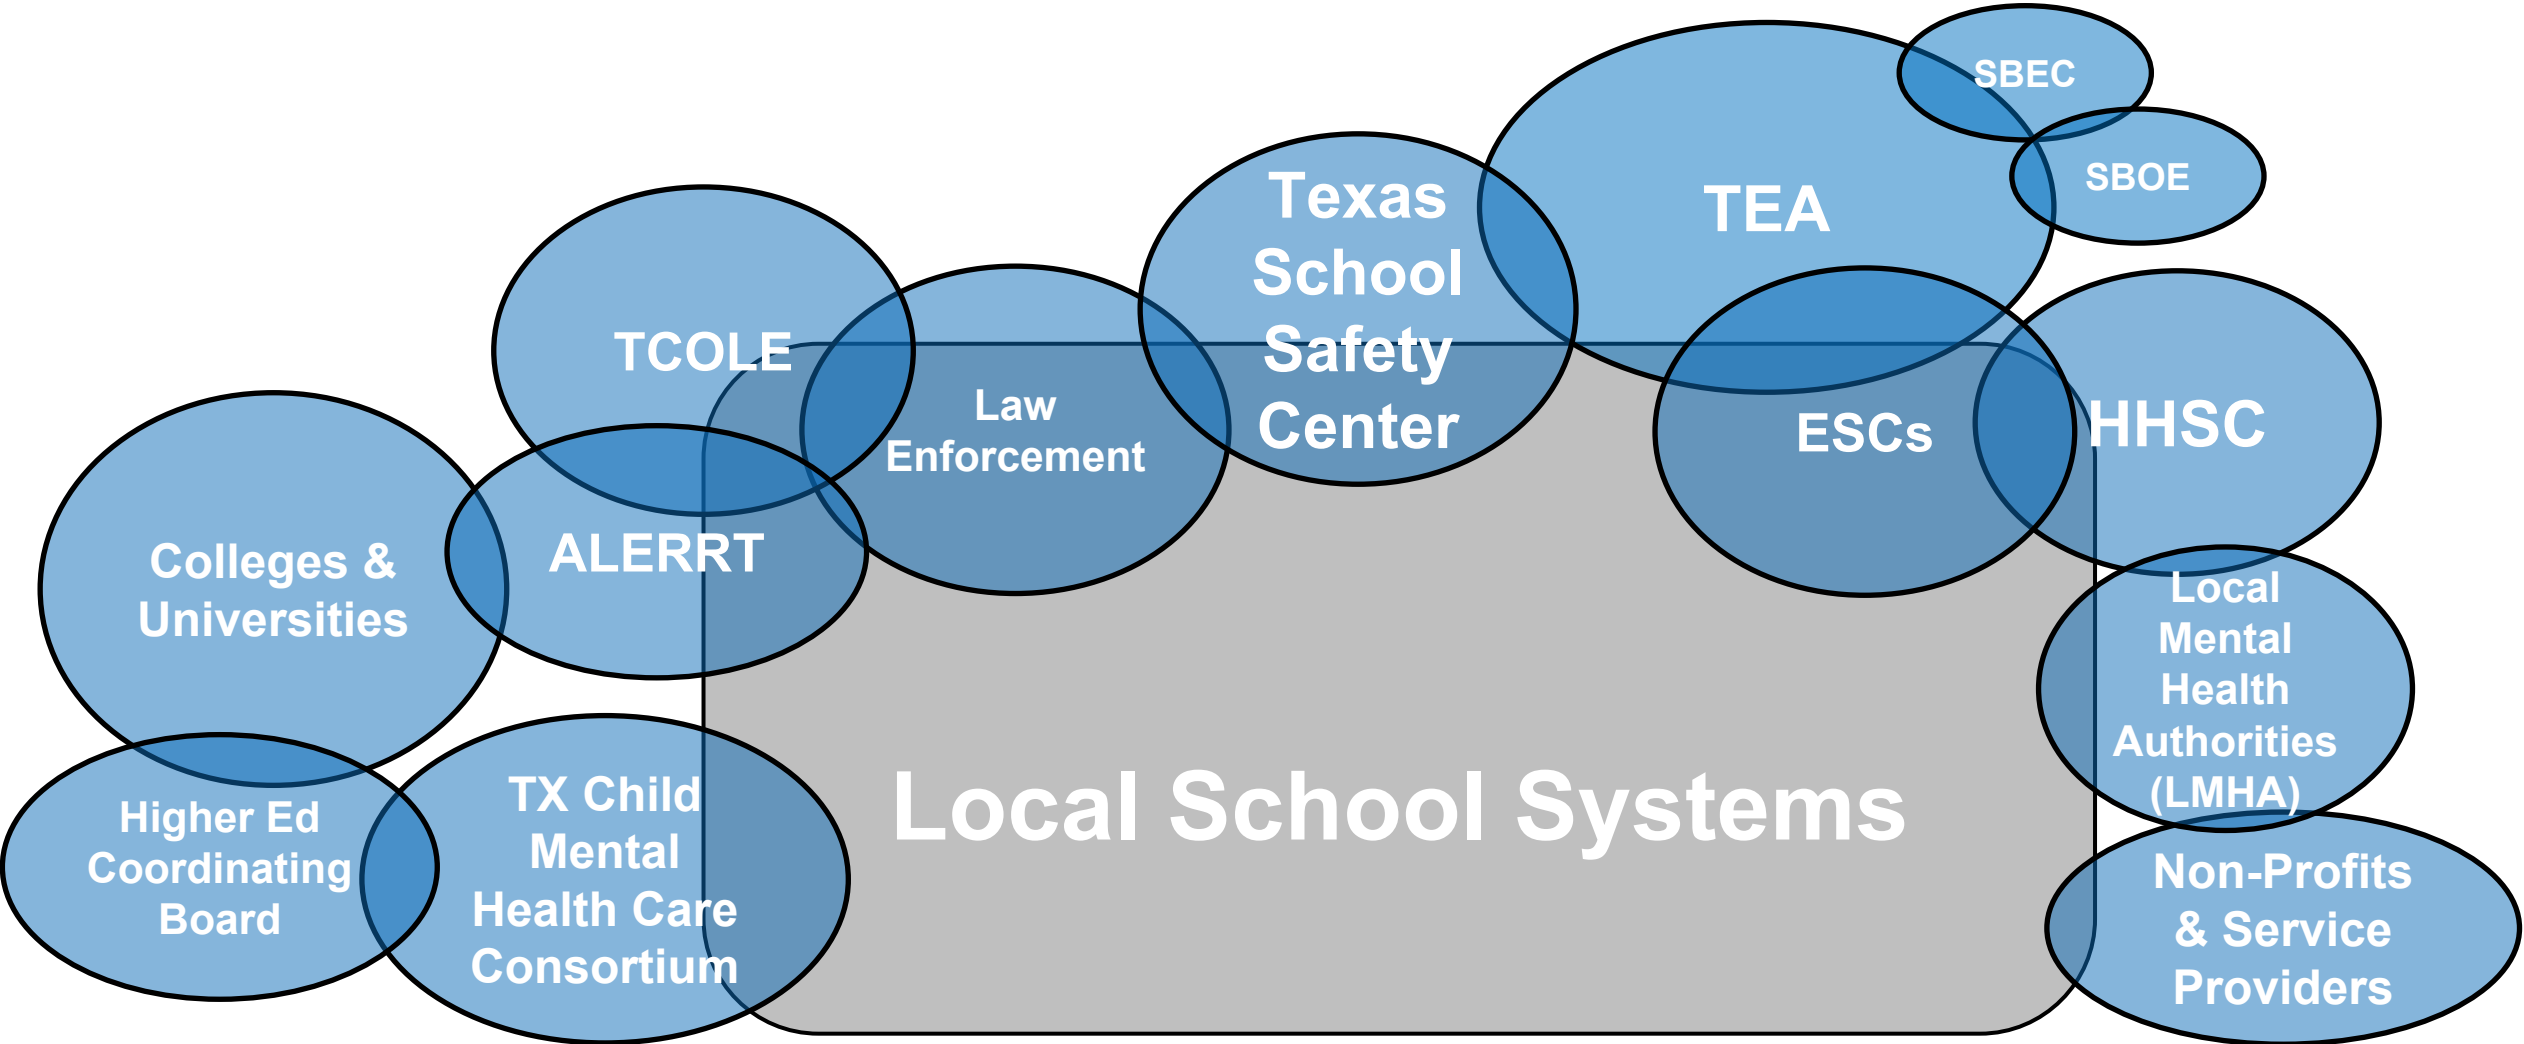 SBEC
SBOE
TEA
Texas
School
Safety
Center
TCOLE
Law
Enforcement
ESCs
HHSC
Colleges &
Universities
ALERRT
Local
Mental
Health
Authorities
(LMHA)
Higher Ed
Coordinating
Board
TX Child
Mental
Health Care
Consortium
Local School Systems
Non-Profits
& Service
Providers